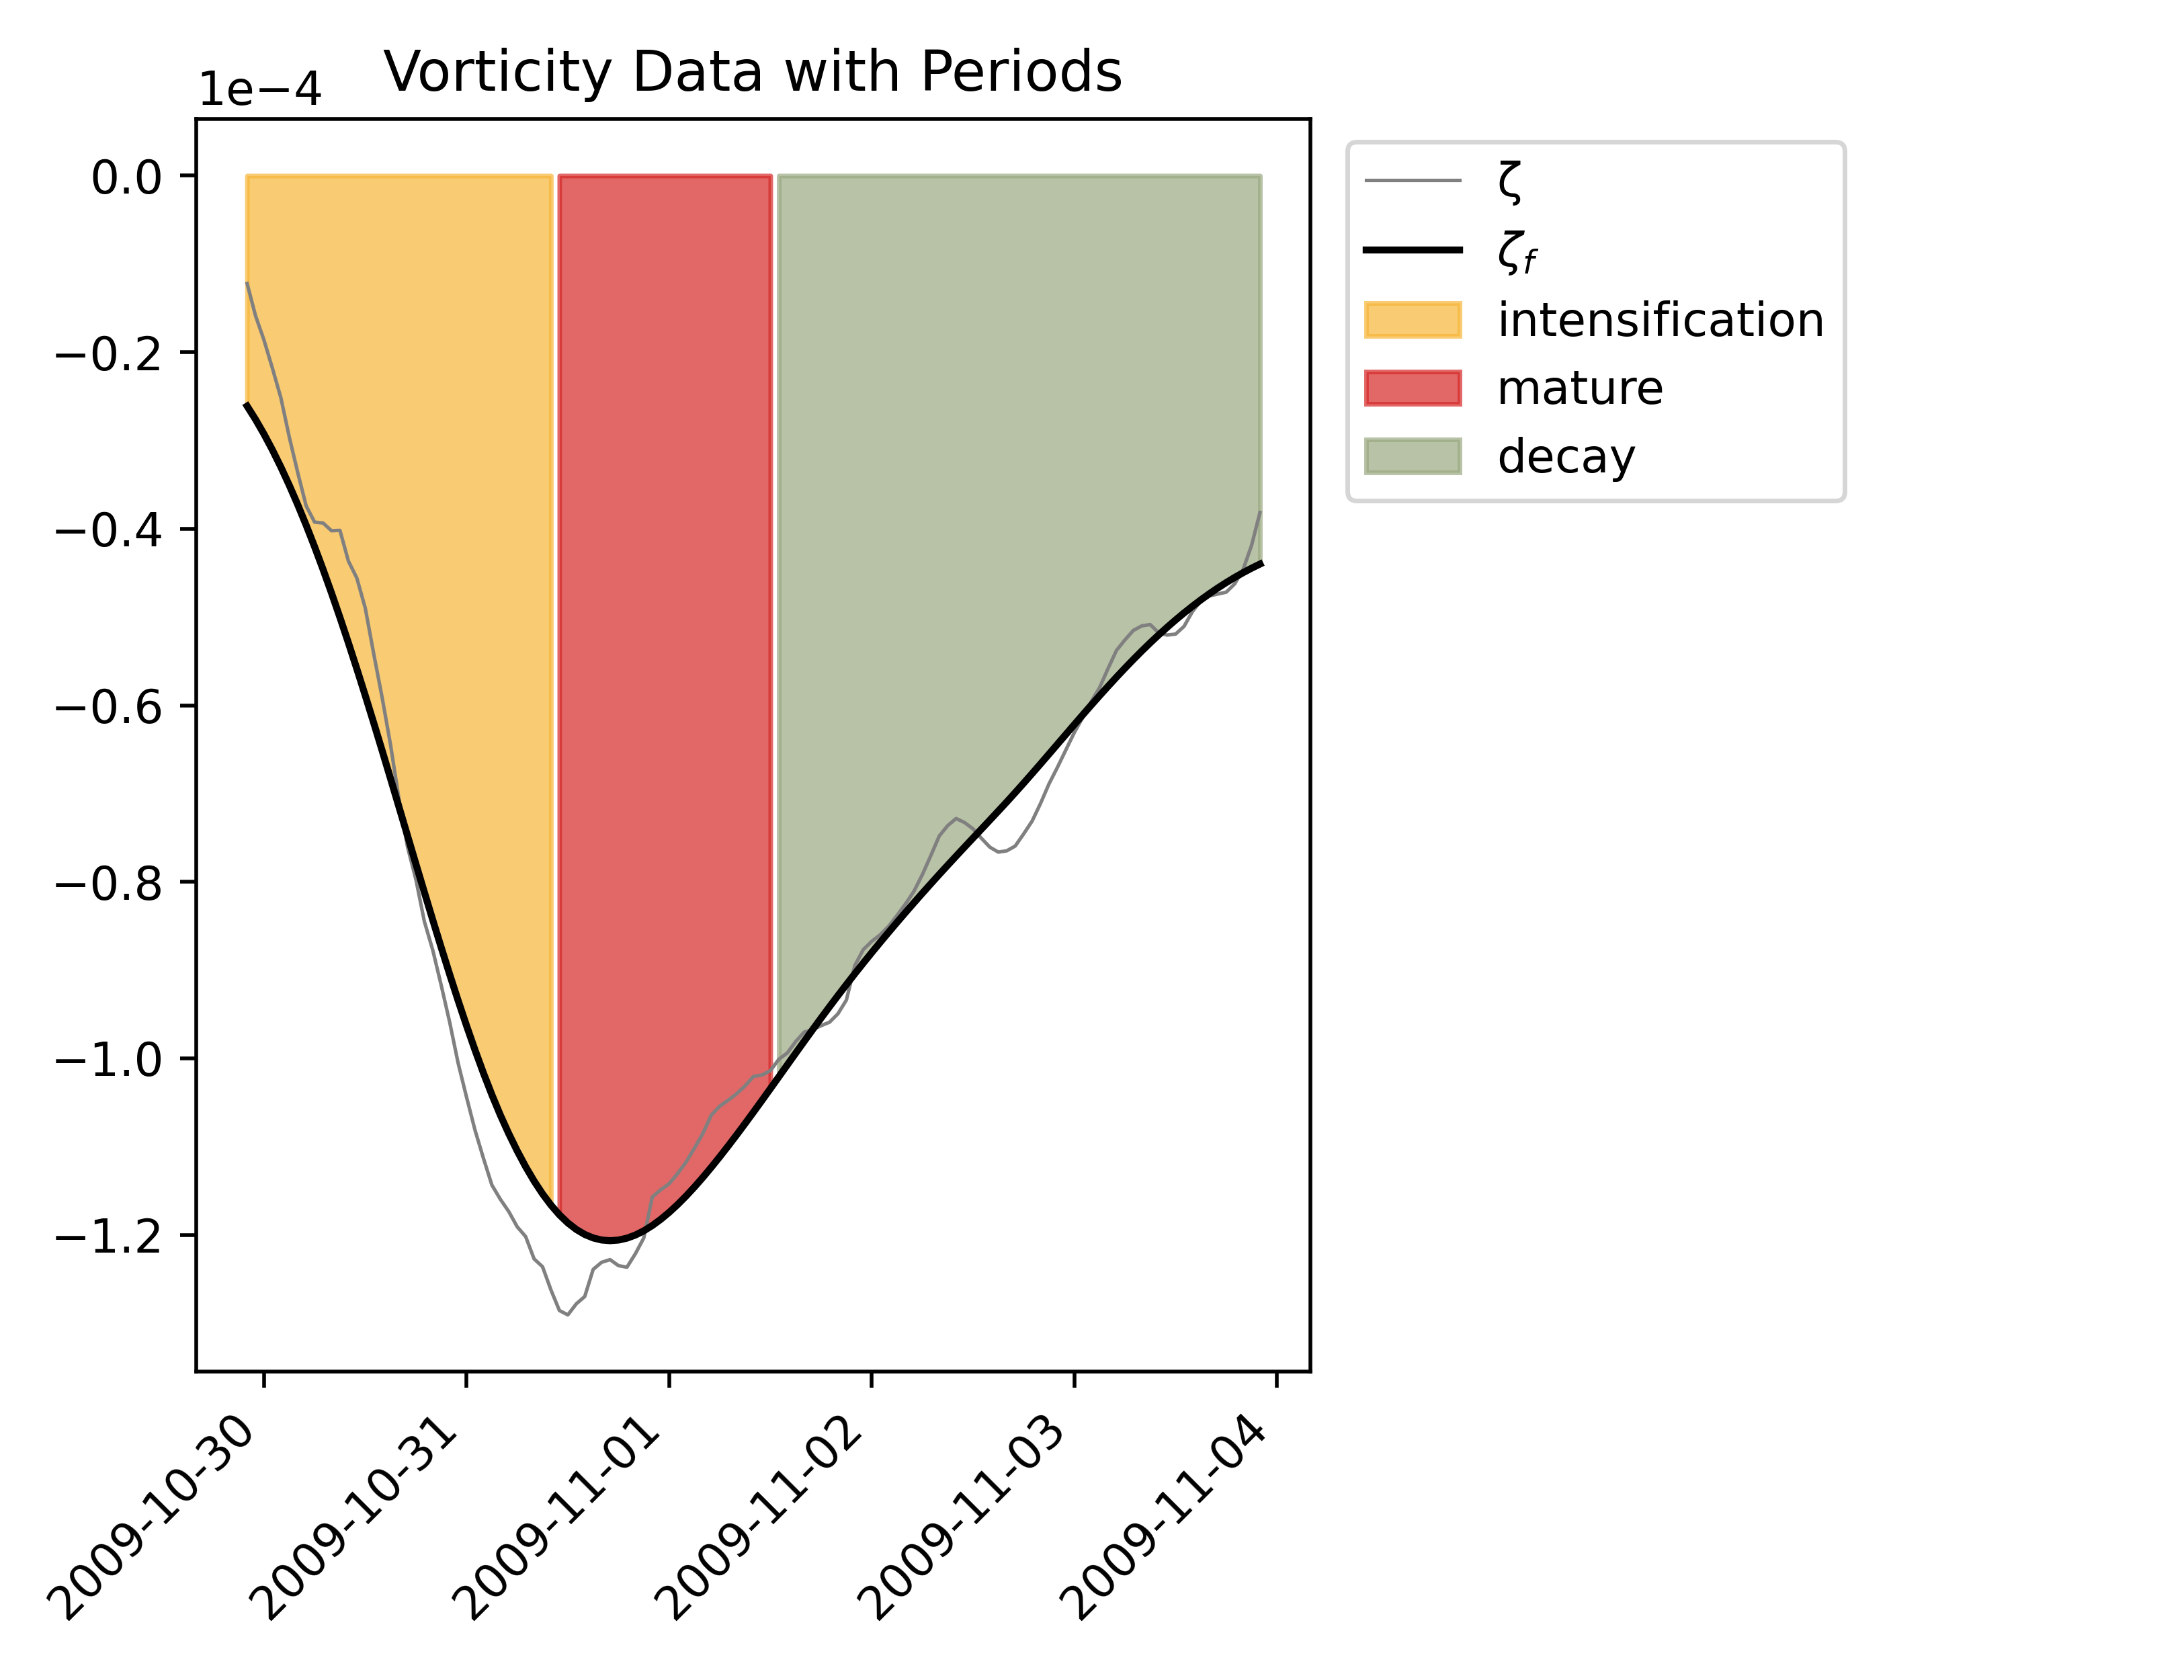 Vorticity Data with Periods
1e−4
0.0
−0.2
−0.4
−0.6
−0.8
−1.0
−1.2
2009-10-30
2009-10-31
2009-11-01
2009-11-02
2009-11-03
2009-11-04
ζ
ζf
intensification
mature
decay